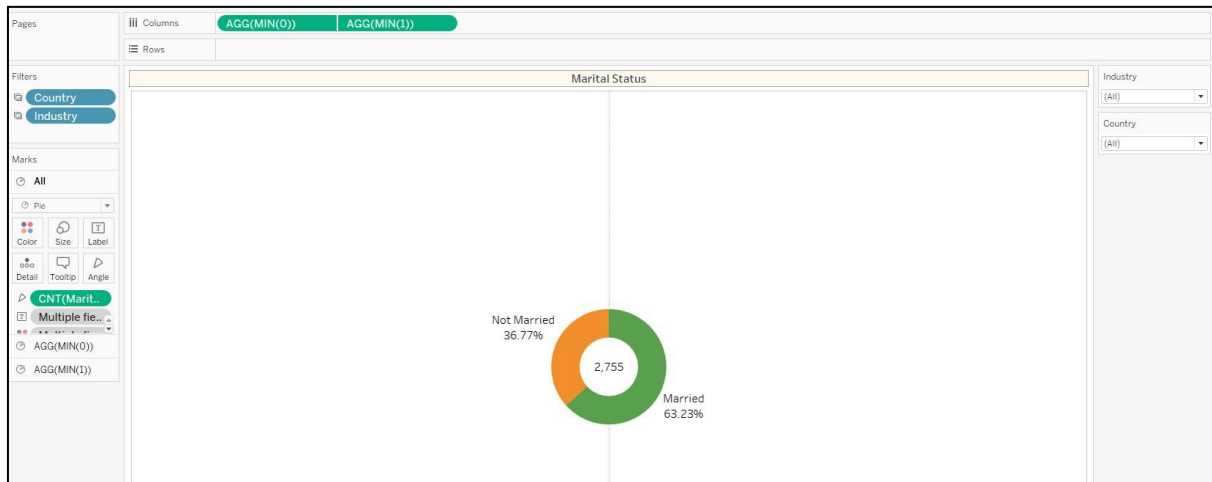 Pages
Columns
AGG(MIN(0))
AGG(MIN(1))
Rows
Filters
Country
Industry
Marks
All
Pie
Color
Size
Label
Detail
Tooltip
Angle
CNT(Marit..
Multiple fie..
AGG(MIN(0))
AGG(MIN(1))
Marital Status
Not Married
36.77%
2,755
Married
63.23%
Industry
(All)
Country
(All)